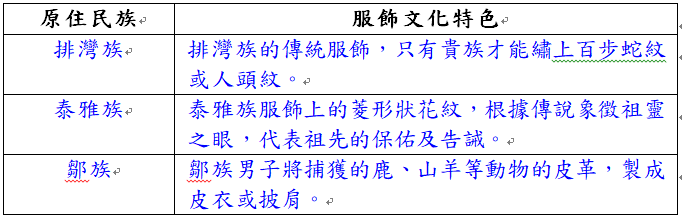 原住民族 服飾文化特色
排灣族 排灣族的傳統服飾，只有貴族才能繡上百步蛇紋
或人頭紋。
泰雅族 泰雅族服飾上的菱形狀花紋，根據傳說象徵祖靈
之眼，代表祖先的保佑及告誡。
鄒族 鄒族男子將捕獲的鹿、山羊等動物的皮革，製成
皮衣或披肩。